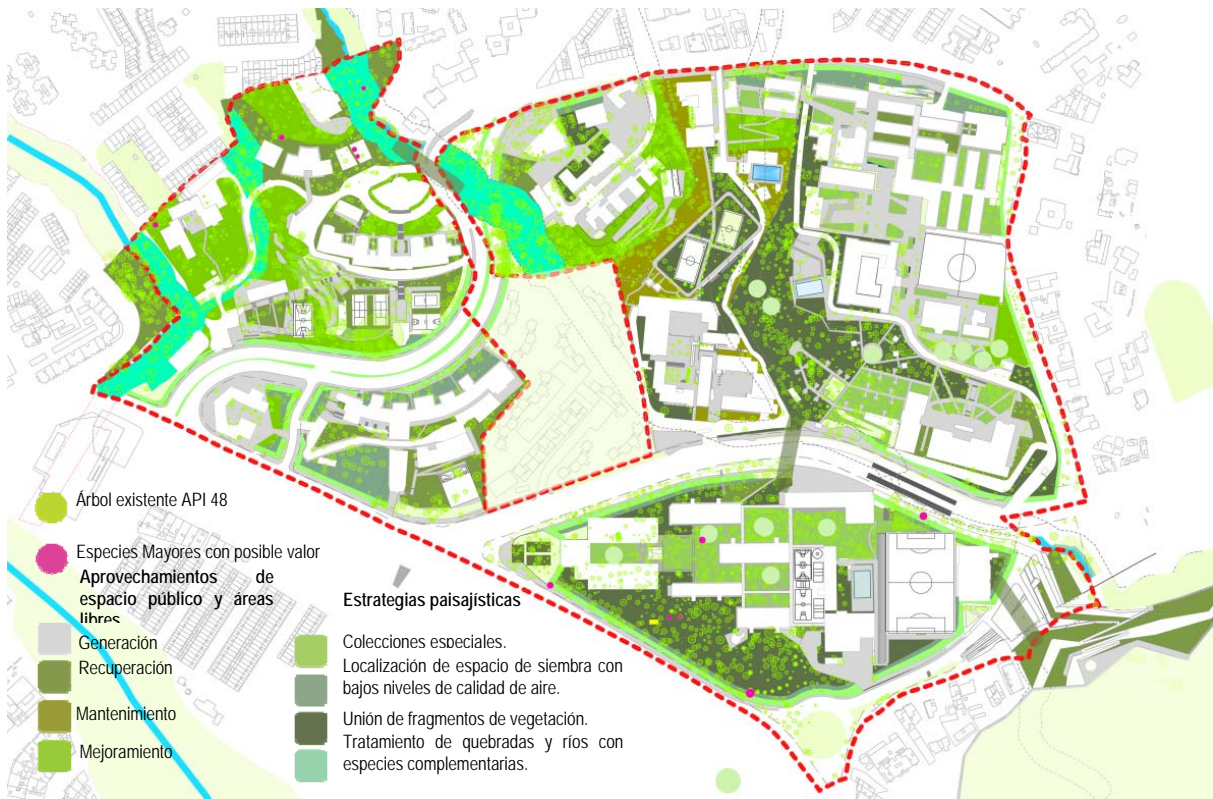 Árbol existente API 48
Especies Mayores con posible valor
Aprovechamientos de
espacio público y áreas
libres
Generación
Recuperación
Mantenimiento
Mejoramiento
Estrategias paisajísticas
Colecciones especiales.
Localización de espacio de siembra con
bajos niveles de calidad de aire.
Unión de fragmentos de vegetación.
Tratamiento de quebradas y ríos con
especies complementarias.